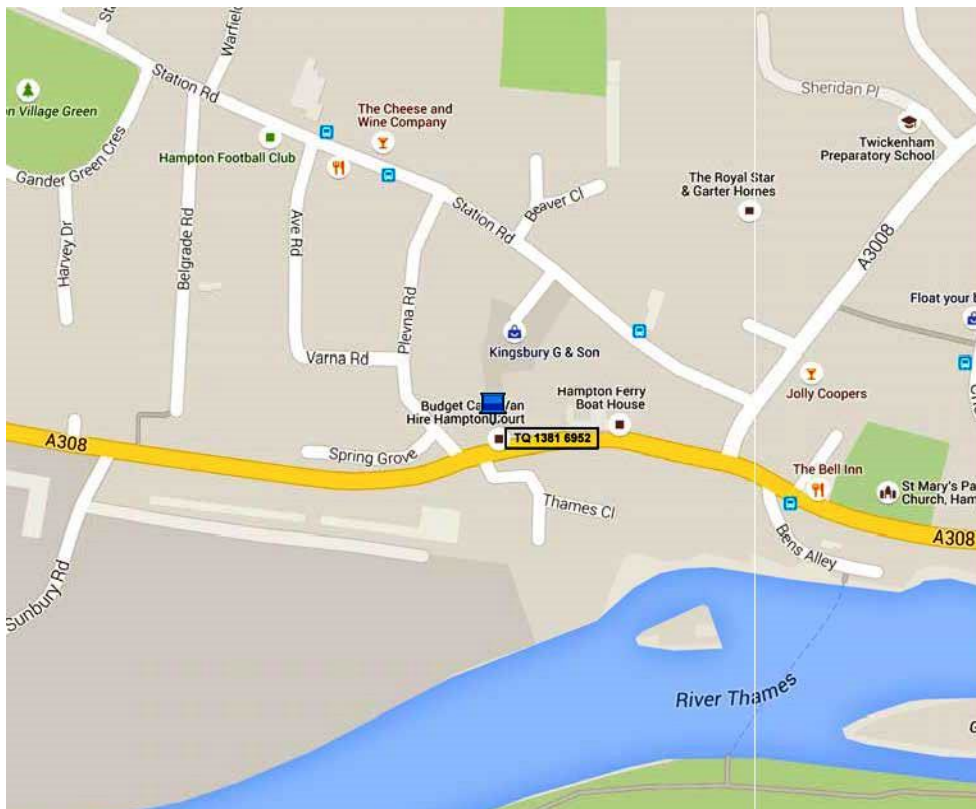 Sta
Warfield
Station Rd
Sheridan Pl
The Cheese and
Wine Company
on Village Green
Hampton Football Club
Twickenham
Preparatory School
Gander Green Cres
The Royal Star
& Garter Homes
Beaver Cl
Station Rd
Harvey Dr
Belgrade Rd
Ave Rd
A3008
Plevna Rd
Float your b
Varna Rd
Kingsbury G & Son
Jolly Coopers
Hampton Ferry
Boat House
Budget Car Van
Hire Hampton Court
TQ 1381 6952
A308
Spring Grove
The Bell Inn
St Mary's Pa
Church, Ham
Thames Cl
Bens Alley
A308
Sunbury Rd
River Thames